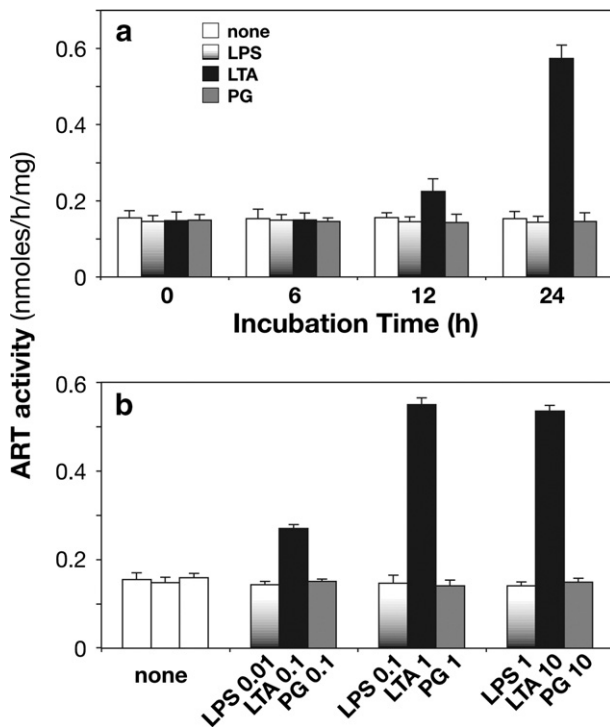 a
none
LPS
LTA
PG
0.6
0.4
0.2
0
0
6
12
24
Incubation Time (h)
ART activity (nmoles/h/mg)
b
0.6
0.4
0.2
0
none
LPS 0.01
LTA 0.1
PG 0.1
LPS 0.1
LTA 1
PG 1
LPS 1
LTA 10
PG 10